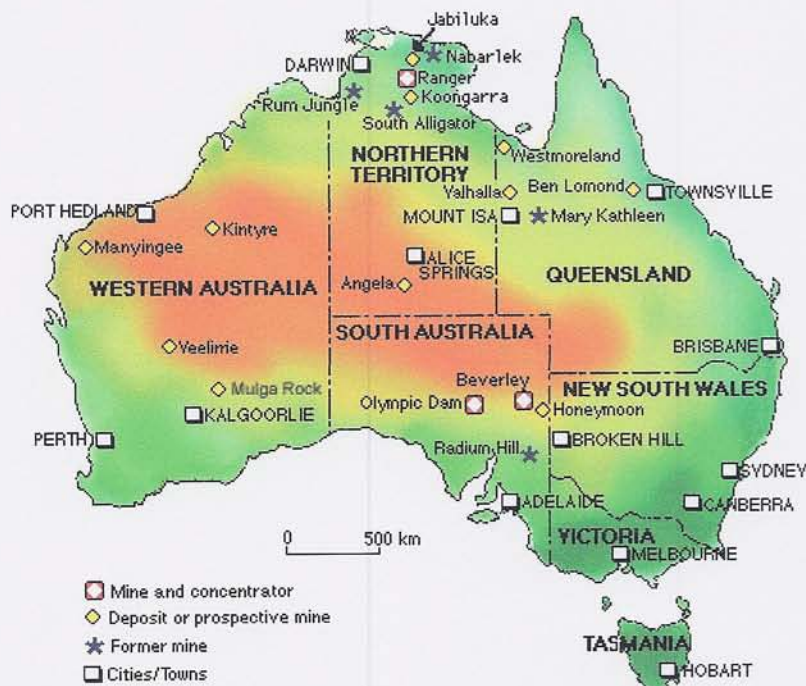 Jabiluka
DARWIN
Nabarlek
Ranger
Rum Jungle
Koongarra
South Alligator
NORTHERN
TERRITORY
Westmoreland
Valhalla
Ben Lomond
TOWNSVILLE
PORT HEDLAND
MOUNT ISA
Mary Kathleen
Kintyre
Manyingee
ALICE
SPRINGS
QUEENSLAND
WESTERN AUSTRALIA
Angela
SOUTH AUSTRALIA
Yeelirrie
BRISBANE
Beverley
NEW SOUTH WALES
Mulga Rock
Olympic Dam
Honeymoon
KALGOORLIE
PERTH
BROKEN HILL
Radium Hill
SYDNEY
ADELAIDE
CANBERRA
0 500 km
VICTORIA
MELBOURNE
Mine and concentrator
Deposit or prospective mine
Former mine
TASMANIA
Cities/Towns
HOBART